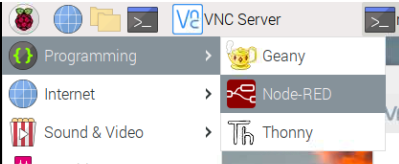 VNC Server
Programming
Geany
Internet
Node-RED
Sound & Video
Thonny